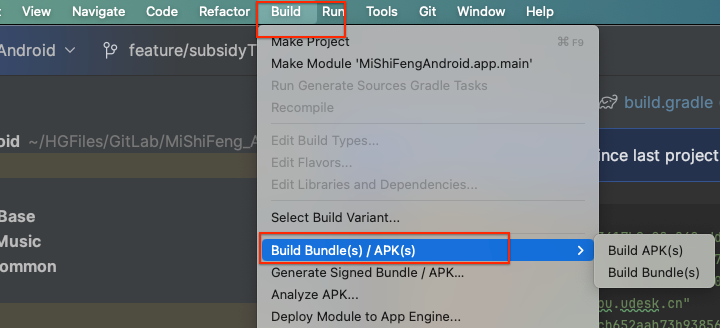 View Navigate Code Refactor Build Run Tools Git Window Help
Android feature/subsidyT
Make Project ⌘F9
Make Module 'MiShiFengAndroid.app.main'
Run Generate Sources Gradle Tasks
Recompile
build.gradle
oid ~/HGFiles/GitLab/MiShiFeng_A
Edit Build Types...
Edit Flavors...
Edit Libraries and Dependencies...
ince last project
Base
Select Build Variant...
Music
Build Bundle(s) / APK(s)
Build APK(s)
ommon
Generate Signed Bundle / APK...
Build Bundle(s)
Analyze APK...
pu.udesk.cn"
Deploy Module to App Engine...